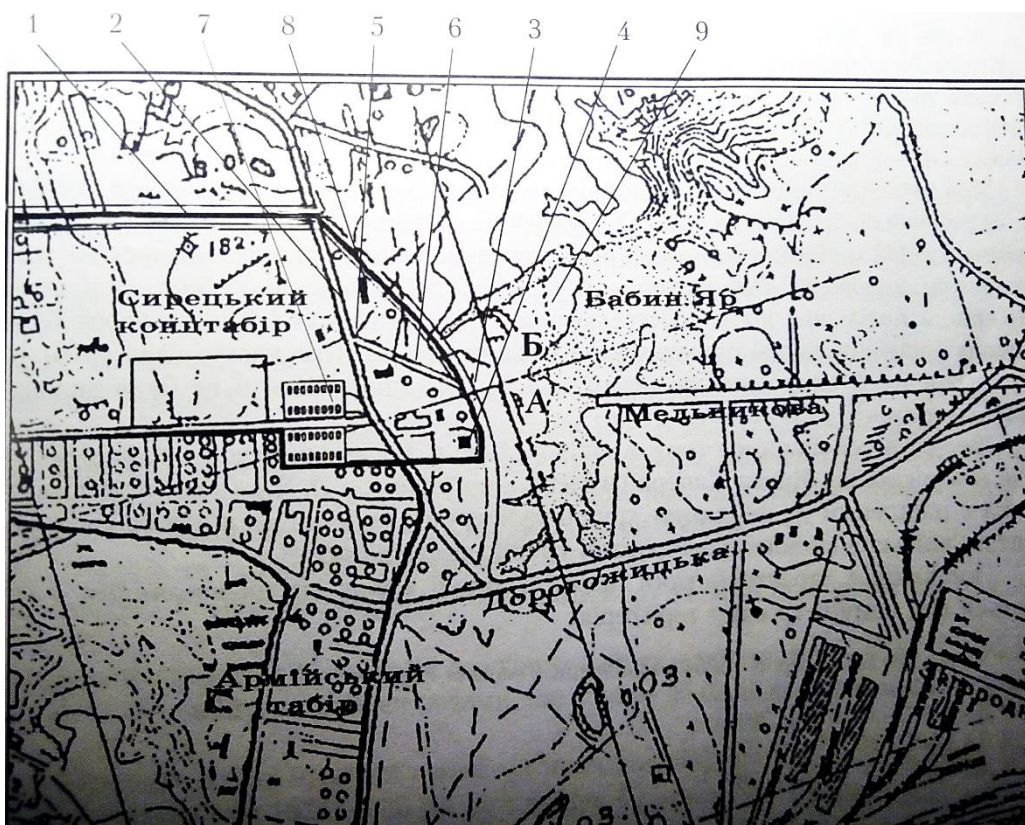 1 2 7 8 5 6 3 4 9
182.
Сирецький
концтабір
Бабин Яр
Б
А
Мельникова
Дорогожицька
Армійський
табір